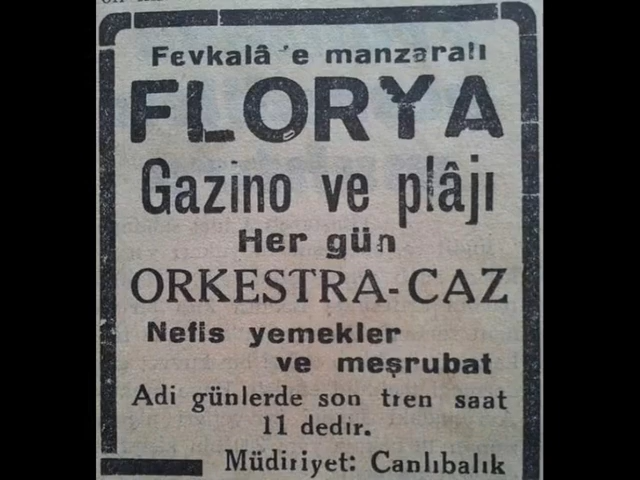 Fevkalâ'e manzaralı
FLORYA
Gazino ve plâjı
Her gün
ORKESTRA-CAZ
Nefis yemekler
ve meşrubat
Adi günlerde son tren saat
11 dedir.
Müdiriyet: Canlıbalık